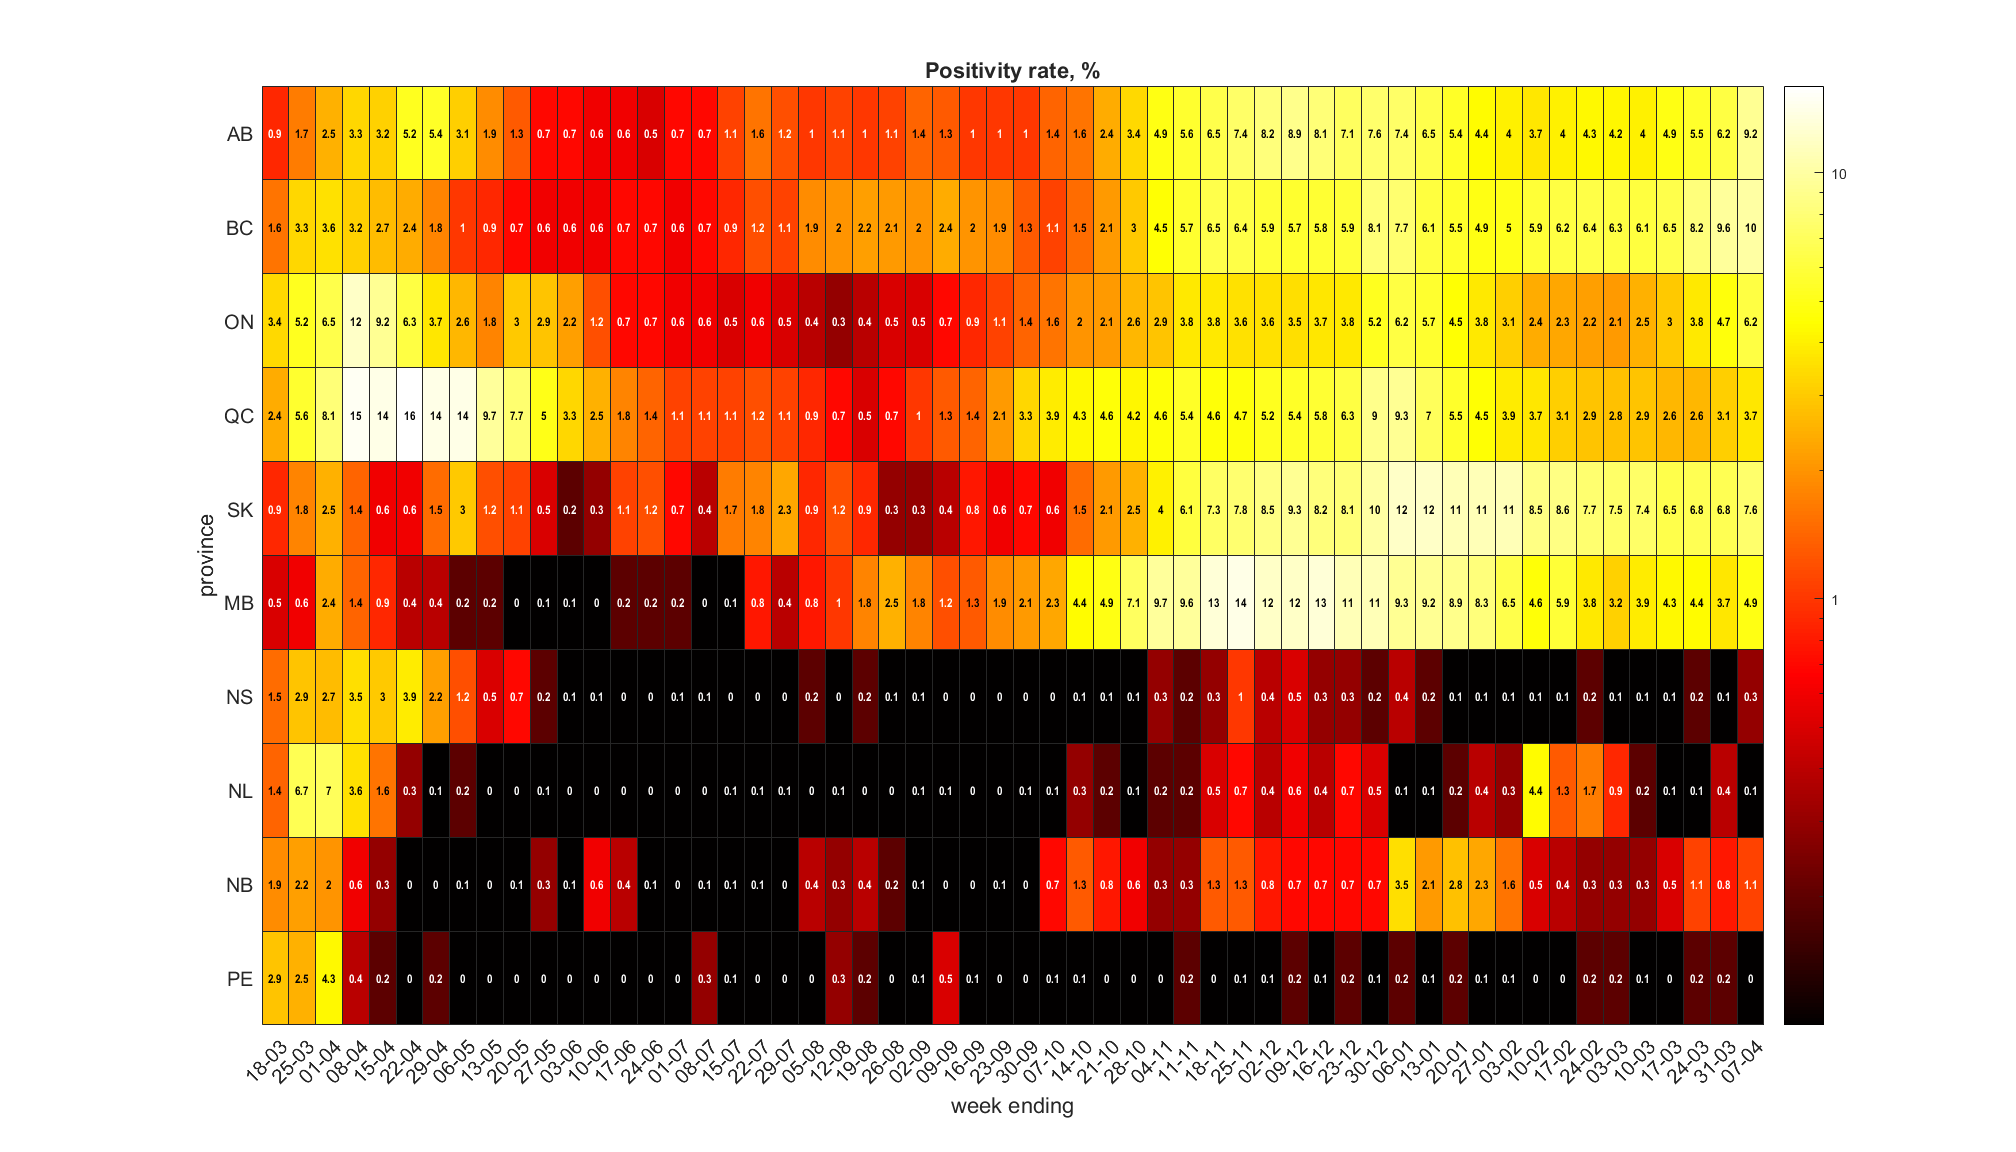 Positivity rate, %
AB 0.9 1.7 2.5 3.3 3.2 5.2 5.4 3.1 1.9 1.3 0.7 0.7 0.6 0.6 0.5 0.7 0.7 1.1 1.6 1.2 1 1.1 1 1.1 1.4 1.3 1 1 1 1.4 1.6 2.4 3.4 4.9 5.6 6.5 7.4 8.2 8.9 8.1 7.1 7.6 7.4 6.5 5.4 4.4 4 3.7 4 4.3 4.2 4 4.9 5.5 6.2 9.2
10
BC 1.6 3.3 3.6 3.2 2.7 2.4 1.8 1 0.9 0.7 0.6 0.6 0.6 0.7 0.7 0.6 0.7 0.9 1.2 1.1 1.9 2 2.2 2.1 2 2.4 2 1.9 1.3 1.1 1.5 2.1 3 4.5 5.7 6.5 6.4 5.9 5.7 5.8 5.9 8.1 7.7 6.1 5.5 4.9 5 5.9 6.2 6.4 6.3 6.1 6.5 8.2 9.6 10
ON 3.4 5.2 6.5 12 9.2 6.3 3.7 2.6 1.8 3 2.9 2.2 1.2 0.7 0.7 0.6 0.6 0.5 0.6 0.5 0.4 0.3 0.4 0.5 0.5 0.7 0.9 1.1 1.4 1.6 2 2.1 2.6 2.9 3.8 3.8 3.6 3.6 3.5 3.7 3.8 5.2 6.2 5.7 4.5 3.8 3.1 2.4 2.3 2.2 2.1 2.5 3 3.8 4.7 6.2
QC 2.4 5.6 8.1 15 14 16 14 14 9.7 7.7 5 3.3 2.5 1.8 1.4 1.1 1.1 1.1 1.2 1.1 0.9 0.7 0.5 0.7 1 1.3 1.4 2.1 3.3 3.9 4.3 4.6 4.2 4.6 5.4 4.6 4.7 5.2 5.4 5.8 6.3 9 9.3 7 5.5 4.5 3.9 3.7 3.1 2.9 2.8 2.9 2.6 2.6 3.1 3.7
SK 0.9 1.8 2.5 1.4 0.6 0.6 1.5 3 1.2 1.1 0.5 0.2 0.3 1.1 1.2 0.7 0.4 1.7 1.8 2.3 0.9 1.2 0.9 0.3 0.3 0.4 0.8 0.6 0.7 0.6 1.5 2.1 2.5 4 6.1 7.3 7.8 8.5 9.3 8.2 8.1 10 12 12 11 11 11 8.5 8.6 7.7 7.5 7.4 6.5 6.8 6.8 7.6
province
MB 0.5 0.6 2.4 1.4 0.9 0.4 0.4 0.2 0.2 0 0.1 0.1 0 0.2 0.2 0.2 0 0.1 0.8 0.4 0.8 1 1.8 2.5 1.8 1.2 1.3 1.9 2.1 2.3 4.4 4.9 7.1 9.7 9.6 13 14 12 12 13 11 11 9.3 9.2 8.9 8.3 6.5 4.6 5.9 3.8 3.2 3.9 4.3 4.4 3.7 4.9
1
NS 1.5 2.9 2.7 3.5 3 3.9 2.2 1.2 0.5 0.7 0.2 0.1 0.1 0 0 0.1 0.1 0 0 0 0.2 0 0.2 0.1 0.1 0 0 0 0 0 0.1 0.1 0.1 0.3 0.2 0.3 1 0.4 0.5 0.3 0.3 0.2 0.4 0.2 0.1 0.1 0.1 0.1 0.1 0.2 0.1 0.1 0.1 0.2 0.1 0.3
NL 1.4 6.7 7 3.6 1.6 0.3 0.1 0.2 0 0 0.1 0 0 0 0 0 0 0.1 0.1 0.1 0 0.1 0 0 0.1 0.1 0 0 0.1 0.1 0.3 0.2 0.1 0.2 0.2 0.5 0.7 0.4 0.6 0.4 0.7 0.5 0.1 0.1 0.2 0.4 0.3 4.4 1.3 1.7 0.9 0.2 0.1 0.1 0.4 0.1
NB 1.9 2.2 2 0.6 0.3 0 0 0.1 0 0.1 0.3 0.1 0.6 0.4 0.1 0 0.1 0.1 0.1 0 0.4 0.3 0.4 0.2 0.1 0 0 0.1 0 0.7 1.3 0.8 0.6 0.3 0.3 1.3 1.3 0.8 0.7 0.7 0.7 0.7 3.5 2.1 2.8 2.3 1.6 0.5 0.4 0.3 0.3 0.3 0.5 1.1 0.8 1.1
PE 2.9 2.5 4.3 0.4 0.2 0 0.2 0 0 0 0 0 0 0 0 0 0.3 0.1 0 0 0 0.3 0.2 0 0.1 0.5 0.1 0 0 0.1 0.1 0 0 0 0.2 0 0.1 0.1 0.2 0.1 0.2 0.1 0.2 0.1 0.2 0.1 0.1 0 0 0.2 0.2 0.1 0 0.2 0.2 0
18-03 25-03 01-04 08-04 15-04 22-04 29-04 06-05 13-05 20-05 27-05 03-06 10-06 17-06 24-06 01-07 08-07 15-07 22-07 29-07 05-08 12-08 19-08 26-08 02-09 09-09 16-09 23-09 30-09 07-10 14-10 21-10 28-10 04-11 11-11 18-11 25-11 02-12 09-12 16-12 23-12 30-12 06-01 13-01 20-01 27-01 03-02 10-02 17-02 24-02 03-03 10-03 17-03 24-03 31-03 07-04
week ending